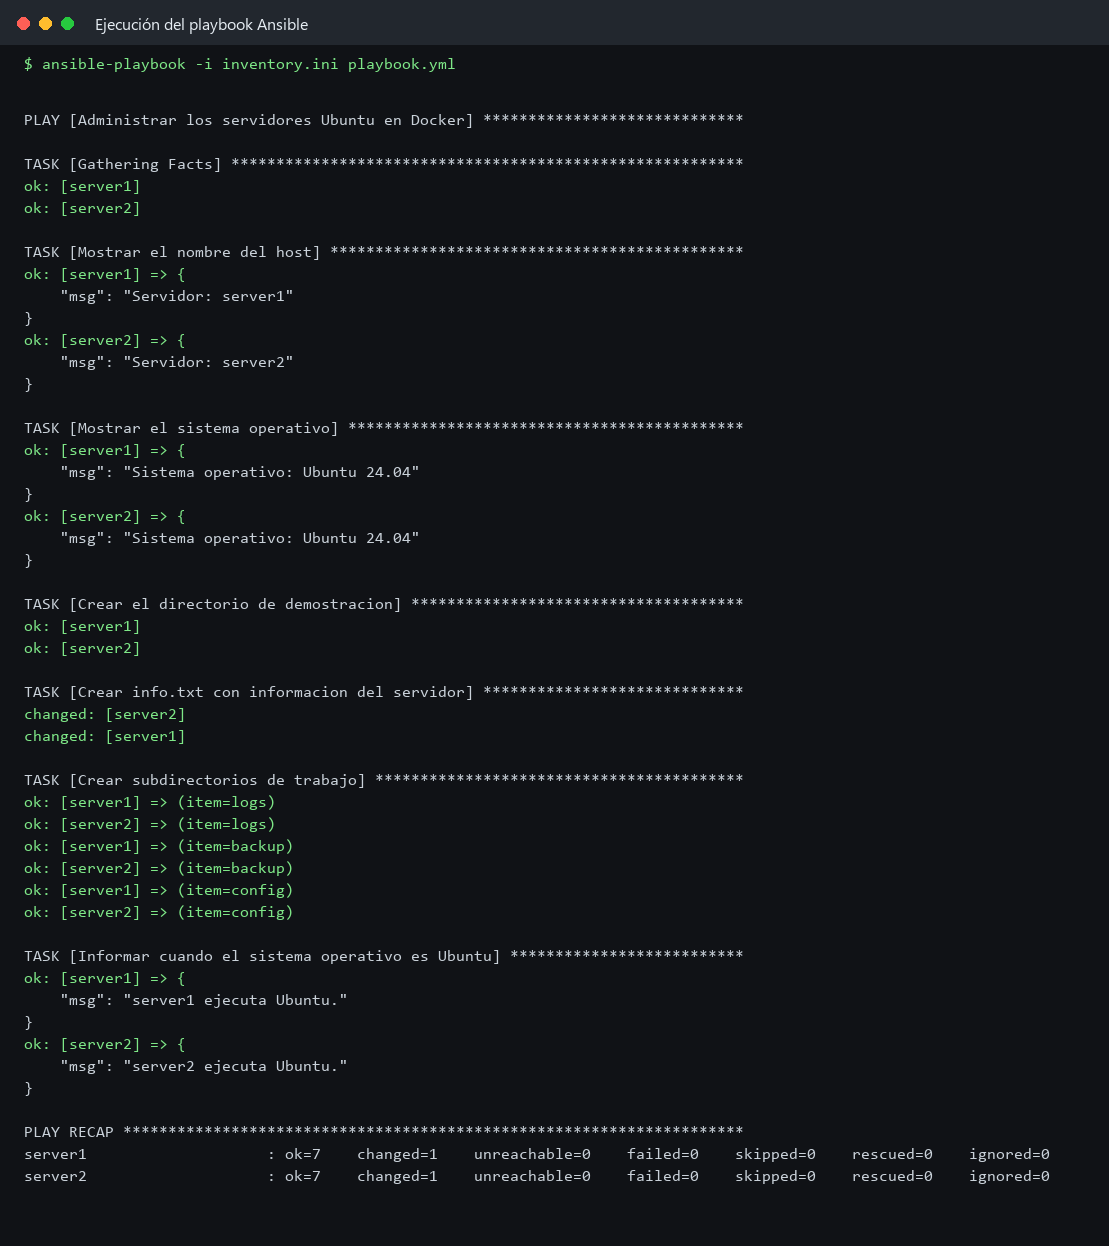 Ejecución del playbook Ansible
$ ansible-playbook -i inventory.ini playbook.yml
PLAY [Administrar los servidores Ubuntu en Docker] *****************************
TASK [Gathering Facts] *********************************************************
ok: [server1]
ok: [server2]
TASK [Mostrar el nombre del host] **********************************************
ok: [server1] => {
    "msg": "Servidor: server1"
}
ok: [server2] => {
    "msg": "Servidor: server2"
}
TASK [Mostrar el sistema operativo] ********************************************
ok: [server1] => {
    "msg": "Sistema operativo: Ubuntu 24.04"
}
ok: [server2] => {
    "msg": "Sistema operativo: Ubuntu 24.04"
}
TASK [Crear el directorio de demostracion] *************************************
ok: [server1]
ok: [server2]
TASK [Crear info.txt con informacion del servidor] *****************************
changed: [server2]
changed: [server1]
TASK [Crear subdirectorios de trabajo] *****************************************
ok: [server1] => (item=logs)
ok: [server2] => (item=logs)
ok: [server1] => (item=backup)
ok: [server2] => (item=backup)
ok: [server1] => (item=config)
ok: [server2] => (item=config)
TASK [Informar cuando el sistema operativo es Ubuntu] **************************
ok: [server1] => {
    "msg": "server1 ejecuta Ubuntu."
}
ok: [server2] => {
    "msg": "server2 ejecuta Ubuntu."
}
PLAY RECAP *********************************************************************
server1                    : ok=7    changed=1    unreachable=0    failed=0    skipped=0    rescued=0    ignored=0
server2                    : ok=7    changed=1    unreachable=0    failed=0    skipped=0    rescued=0    ignored=0